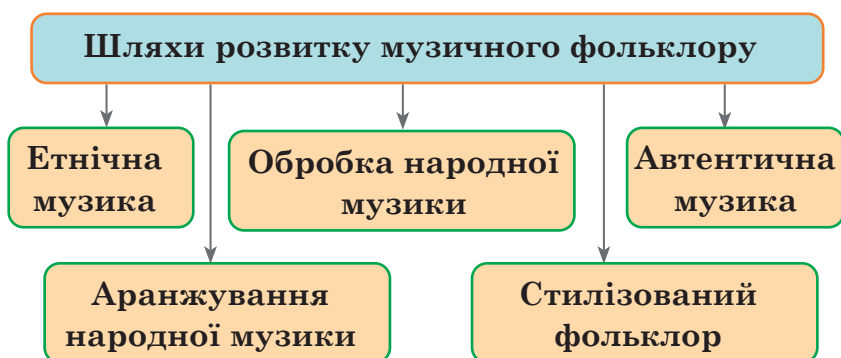 Шляхи розвитку музичного фольклору
Етнічна
музика
Обробка народної
музики
Автентична
музика
Аранжування
народної музики
Стилізований
фольклор